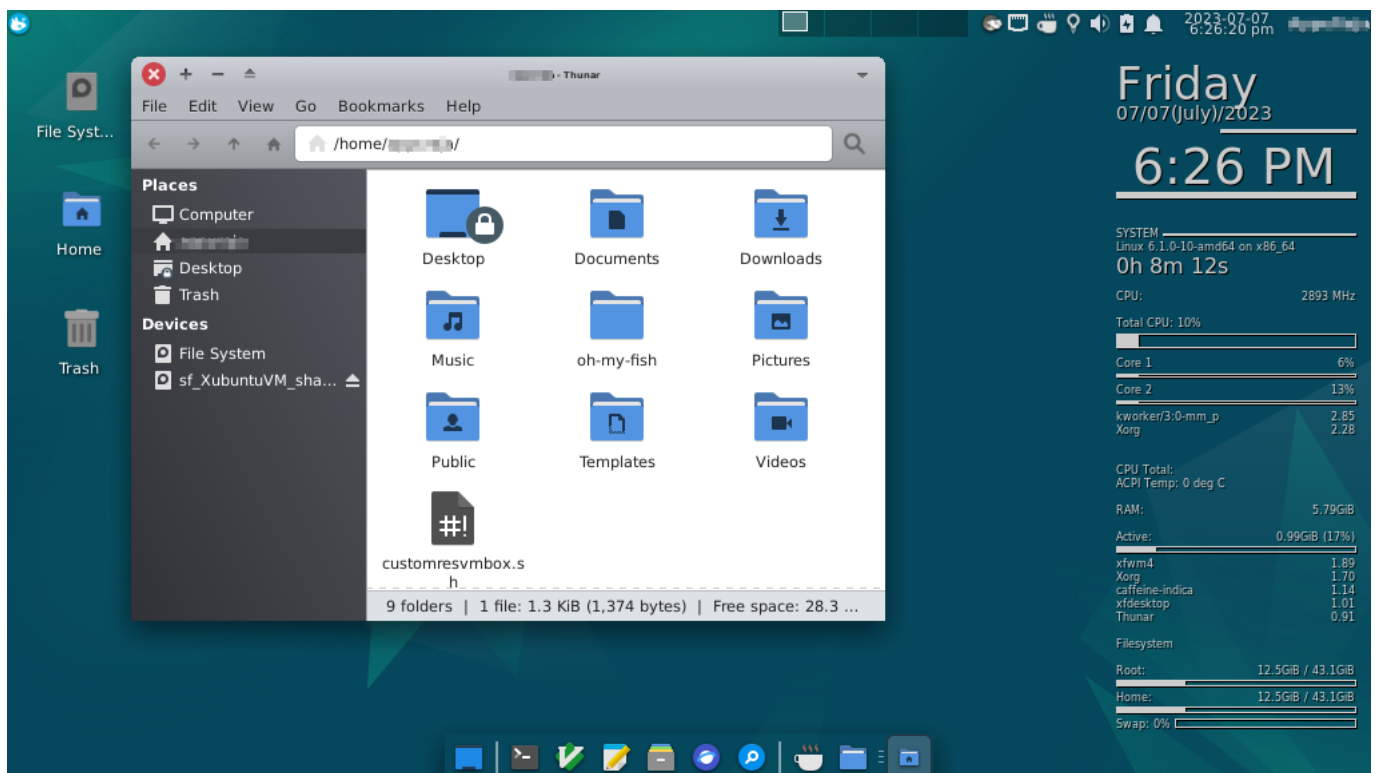 2023-07-07
6:26:20 pm
File Syst...
Home
Trash
- Thunar
File Edit View Go Bookmarks Help
/home/
Places
Computer
Desktop
Trash
Devices
File System
sf_XubuntuVM_sha...
Desktop Documents Downloads
Music oh-my-fish Pictures
Public Templates Videos
#!
customresvmbox.s
h
9 folders | 1 file: 1.3 KiB (1,374 bytes) | Free space: 28.3 ...
Friday
07/07(July)/2023
6:26 PM
SYSTEM
Linux 6.1.0-10-amd64 on x86_64
0h 8m 12s
CPU: 2893 MHz
Total CPU: 10%
Core 1 6%
Core 2 13%
kworker/3:0-mm_p 2.85
Xorg 2.28
CPU Total:
ACPI Temp: 0 deg C
RAM: 5.79GiB
Active: 0.99GiB (17%)
xfwm4 1.89
Xorg 1.70
caffeine-indica 1.14
xfdesktop 1.01
Thunar 0.91
Filesystem
Root: 12.5GiB / 43.1GiB
Home: 12.5GiB / 43.1GiB
Swap: 0%